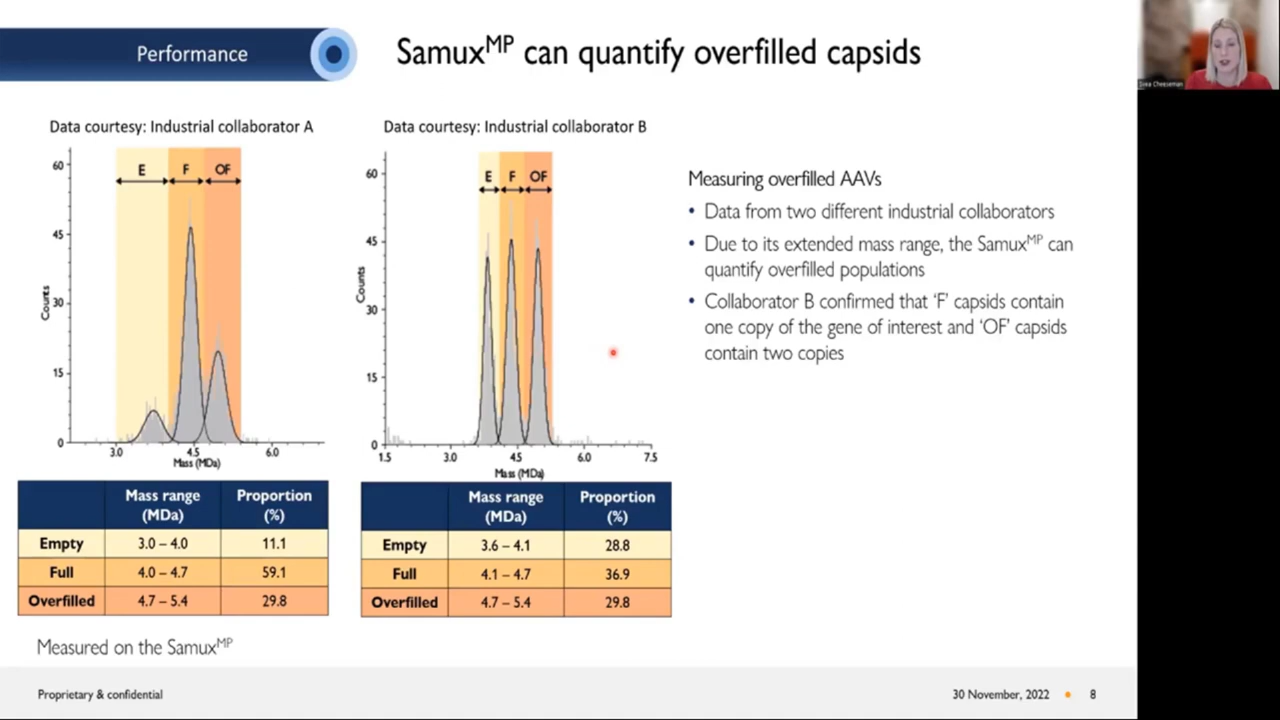 Performance
Samux^MP can quantify overfilled capsids
Data courtesy: Industrial collaborator A
60
45
30
15
0
Counts
E
F
OF
3.0
4.5
6.0
Mass (MDa)
Mass range (MDa)
Proportion (%)
Empty 3.0 – 4.0 11.1
Full 4.0 – 4.7 59.1
Overfilled 4.7 – 5.4 29.8
Data courtesy: Industrial collaborator B
60
45
30
15
0
Counts
E
F
OF
1.5
3.0
4.5
6.0
7.5
Mass (MDa)
Mass range (MDa)
Proportion (%)
Empty 3.6 – 4.1 28.8
Full 4.1 – 4.7 36.9
Overfilled 4.7 – 5.4 29.8
Measuring overfilled AAVs
• Data from two different industrial collaborators
• Due to its extended mass range, the Samux^MP can
quantify overfilled populations
• Collaborator B confirmed that ‘F’ capsids contain
one copy of the gene of interest and ‘OF’ capsids
contain two copies
Measured on the Samux^MP
Proprietary & confidential
30 November, 2022 • 8
Cheeseman